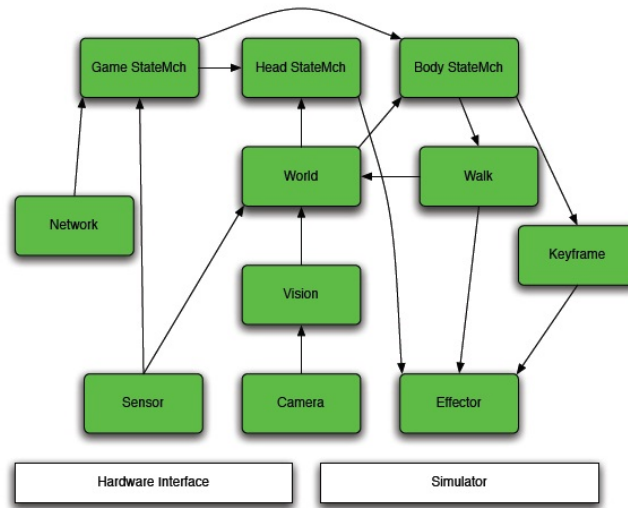 Game StateMch
Head StateMch
Body StateMch
World
Walk
Network
Keyframe
Vision
Sensor
Camera
Effector
Hardware Interface
Simulator